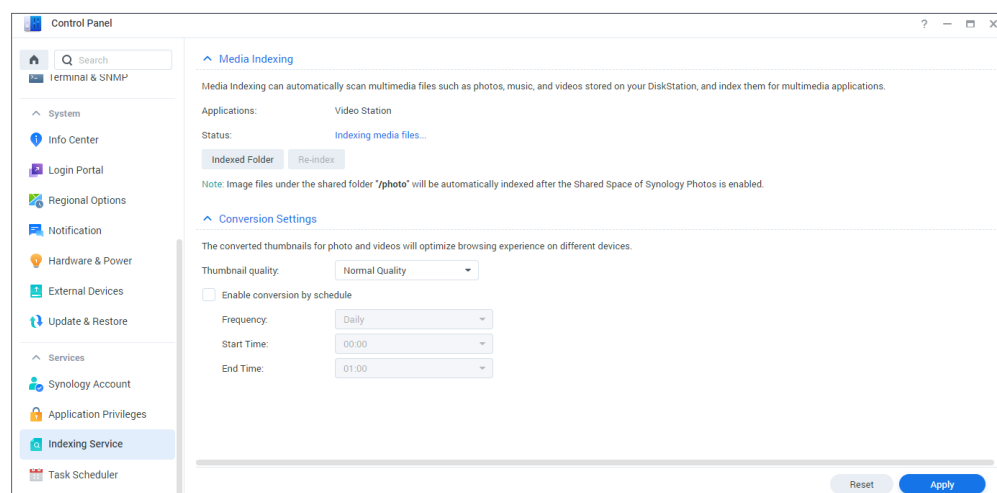 Control Panel
?
Search
Terminal & SNMP
System
Info Center
Login Portal
Regional Options
Notification
Hardware & Power
External Devices
Update & Restore
Services
Synology Account
Application Privileges
Indexing Service
Task Scheduler
Media Indexing
Media Indexing can automatically scan multimedia files such as photos, music, and videos stored on your DiskStation, and index them for multimedia applications.
Applications: Video Station
Status: Indexing media files...
Indexed Folder Re-index
Note: Image files under the shared folder "/photo" will be automatically indexed after the Shared Space of Synology Photos is enabled.
Conversion Settings
The converted thumbnails for photo and videos will optimize browsing experience on different devices.
Thumbnail quality: Normal Quality
Enable conversion by schedule
Frequency: Daily
Start Time: 00:00
End Time: 01:00
Reset Apply